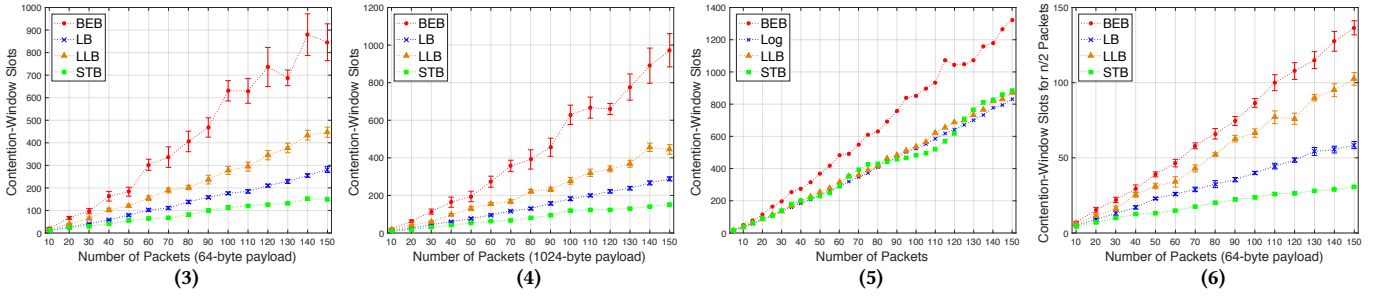 Contention-Window Slots
1000
900
800
700
600
500
400
300
200
100
0
BEB
LB
LLB
STB
10 20 30 40 50 60 70 80 90 100 110 120 130 140 150
Number of Packets (64-byte payload)
(3)
Contention-Window Slots
1200
1000
800
600
400
200
0
BEB
LB
LLB
STB
10 20 30 40 50 60 70 80 90 100 110 120 130 140 150
Number of Packets (1024-byte payload)
(4)
Contention-Window Slots
1400
1200
1000
800
600
400
200
0
BEB
Log
LLB
STB
10 20 30 40 50 60 70 80 90 100 110 120 130 140 150
Number of Packets
(5)
Contention-Window Slots for n/2 Packets
150
100
50
0
BEB
LB
LLB
STB
10 20 30 40 50 60 70 80 90 100 110 120 130 140 150
Number of Packets (64-byte payload)
(6)